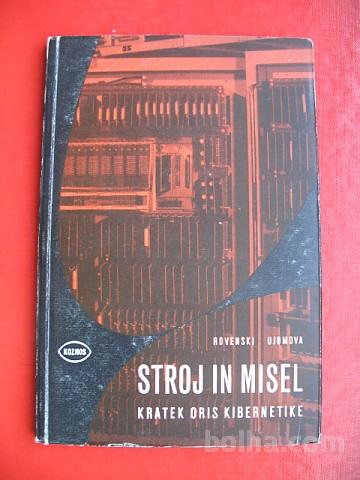 ROVENSKI UJOMOVA
KOZMOS
STROJ IN MISEL
KRATEK ORIS KIBERNETIKE
bolha.com